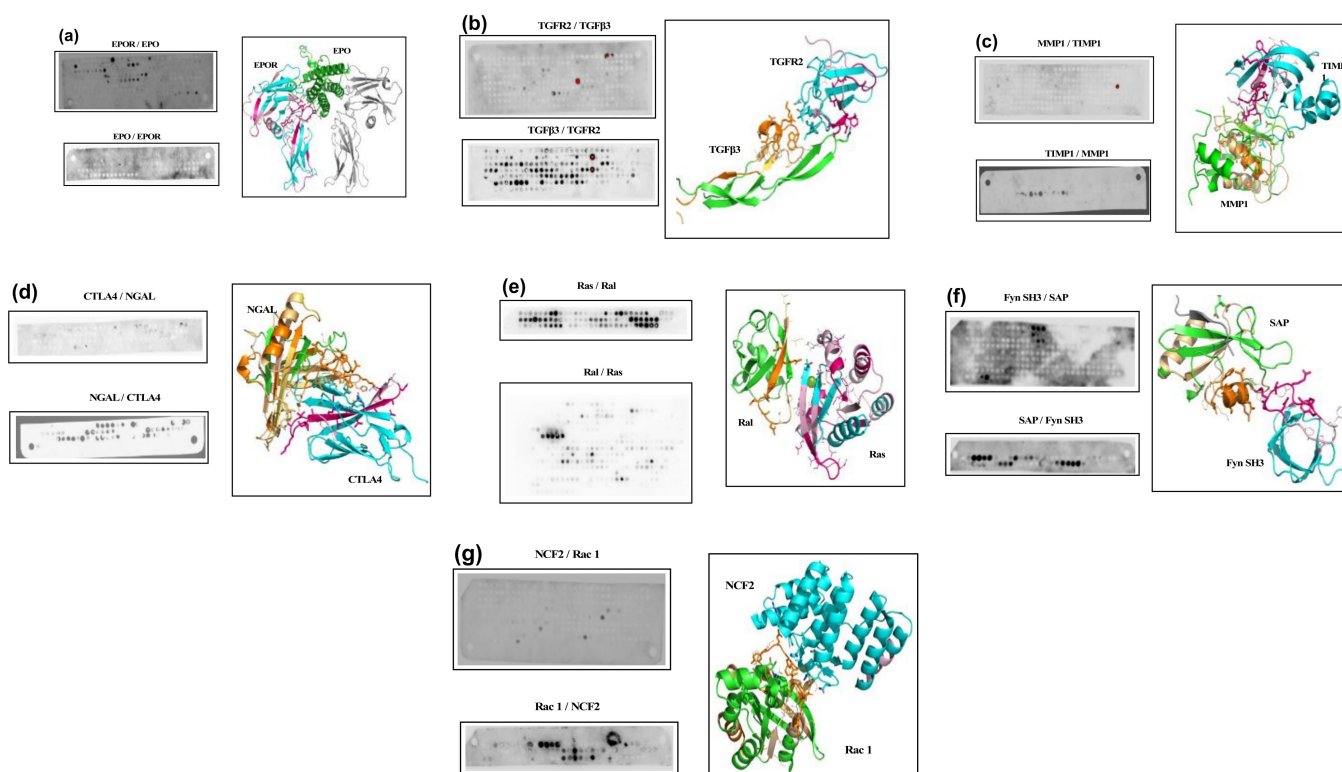 (a)
EPOR / EPO
EPO
EPOR
EPO / EPOR
(b)
TGFR2 / TGFβ3
TGFR2
TGFβ3 / TGFR2
TGFβ3
(c)
MMP1 / TIMP1
TIMP
1
TIMP1 / MMP1
MMP1
(d)
CTLA4 / NGAL
NGAL
NGAL / CTLA4
CTLA4
(e)
Ras / Ral
Ral / Ras
Ral
Ras
(f)
Fyn SH3 / SAP
SAP
SAP / Fyn SH3
Fyn SH3
(g)
NCF2 / Rac 1
NCF2
Rac 1 / NCF2
Rac 1